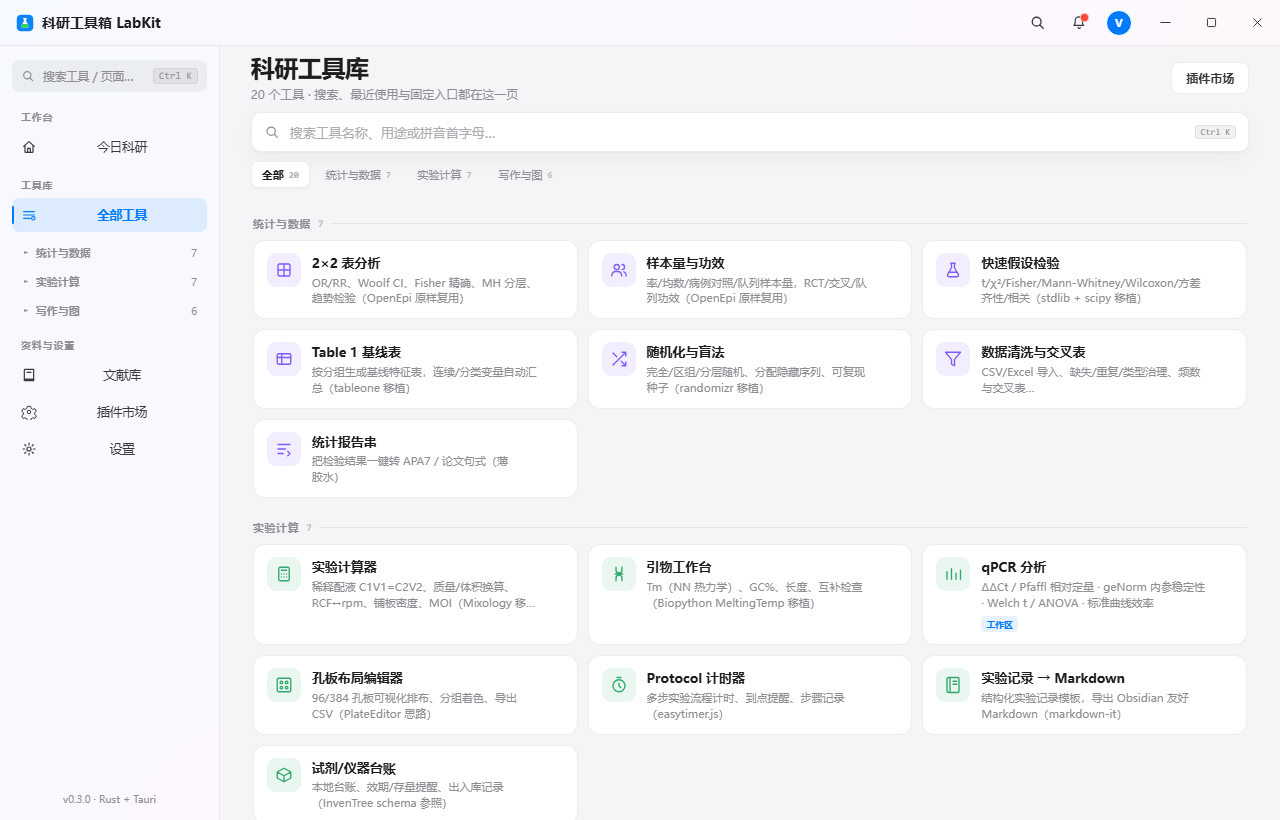 科研工具箱 LabKit
V
搜索工具 / 页面...
Ctrl K
工作台
今日科研
工具库
全部工具
统计与数据 7
实验计算 7
写作与图 6
资料与设置
文献库
插件市场
设置
v0.3.0 · Rust + Tauri
科研工具库
20 个工具 · 搜索、最近使用与固定入口都在这一页
插件市场
搜索工具名称、用途或拼音首字母...
Ctrl K
全部 20
统计与数据 7
实验计算 7
写作与图 6
统计与数据 7
2×2 表分析
OR/RR、Woolf CI、Fisher 精确、MH 分层、
趋势检验（OpenEpi 原样复用）
样本量与功效
率/均数/病例对照/队列样本量，RCT/交叉/队
列功效（OpenEpi 原样复用）
快速假设检验
t/χ²/Fisher/Mann-Whitney/Wilcoxon/方差
齐性/相关（stdlib + scipy 移植）
Table 1 基线表
按分组生成基线特征表，连续/分类变量自动汇
总（tableone 移植）
随机化与盲法
完全/区组/分层随机、分配隐藏序列、可复现
种子（randomizr 移植）
数据清洗与交叉表
CSV/Excel 导入、缺失/重复/类型治理、频数
与交叉表...
统计报告串
把检验结果一键转 APA7 / 论文句式（薄
胶水）
实验计算 7
实验计算器
稀释配液 C1V1=C2V2、质量/体积换算、
RCF↔rpm、铺板密度、MOI（Mixology 移...
引物工作台
Tm（NN 热力学）、GC%、长度、互补检查
（Biopython MeltingTemp 移植）
qPCR 分析
ΔΔCt / Pfaffl 相对定量 · geNorm 内参稳定性
· Welch t / ANOVA · 标准曲线效率
工作区
孔板布局编辑器
96/384 孔板可视化排布、分组着色、导出
CSV（PlateEditor 思路）
Protocol 计时器
多步实验流程计时、到点提醒、步骤记录
（easytimer.js）
实验记录 → Markdown
结构化实验记录模板，导出 Obsidian 友好
Markdown（markdown-it）
试剂/仪器台账
本地台账、效期/存量提醒、出入库记录
（InvenTree schema 参照）